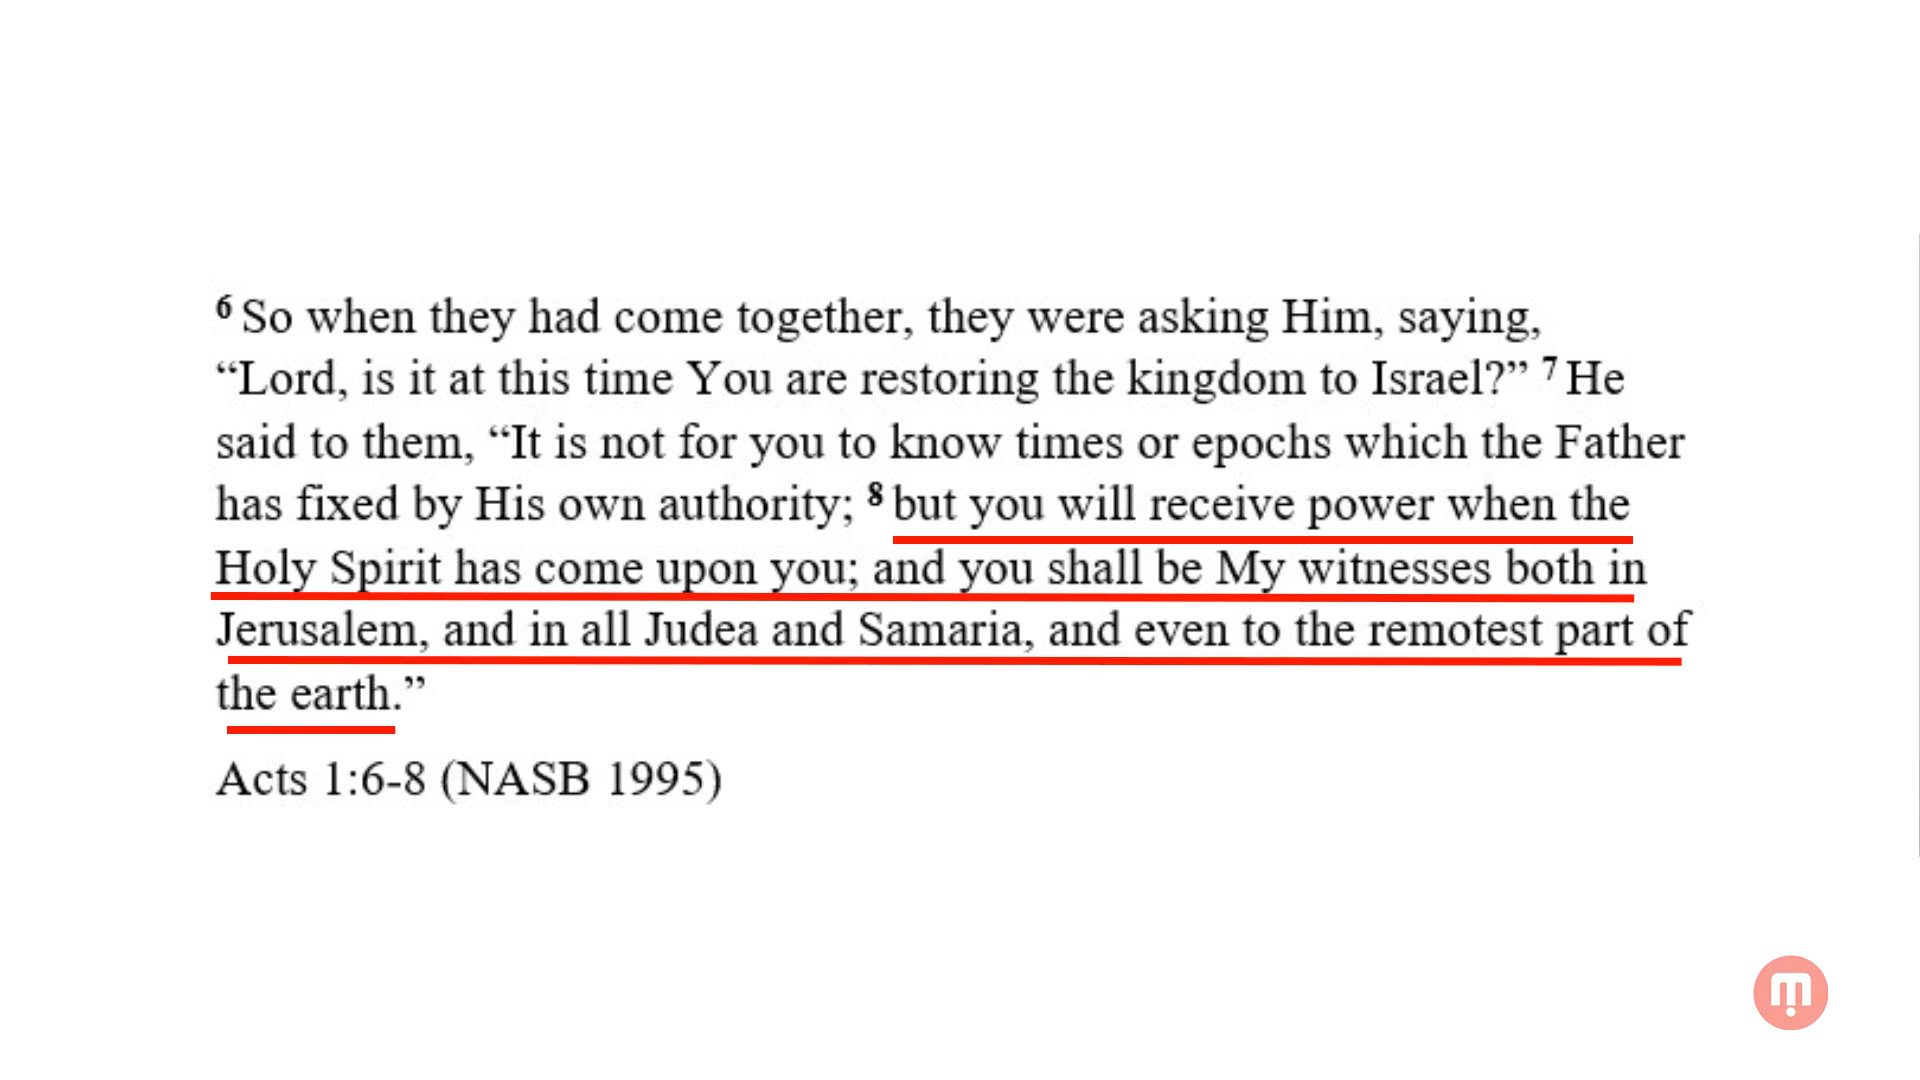 6 So when they had come together, they were asking Him, saying,
“Lord, is it at this time You are restoring the kingdom to Israel?” 7 He
said to them, “It is not for you to know times or epochs which the Father
has fixed by His own authority; 8 but you will receive power when the
Holy Spirit has come upon you; and you shall be My witnesses both in
Jerusalem, and in all Judea and Samaria, and even to the remotest part of
the earth.”
Acts 1:6-8 (NASB 1995)